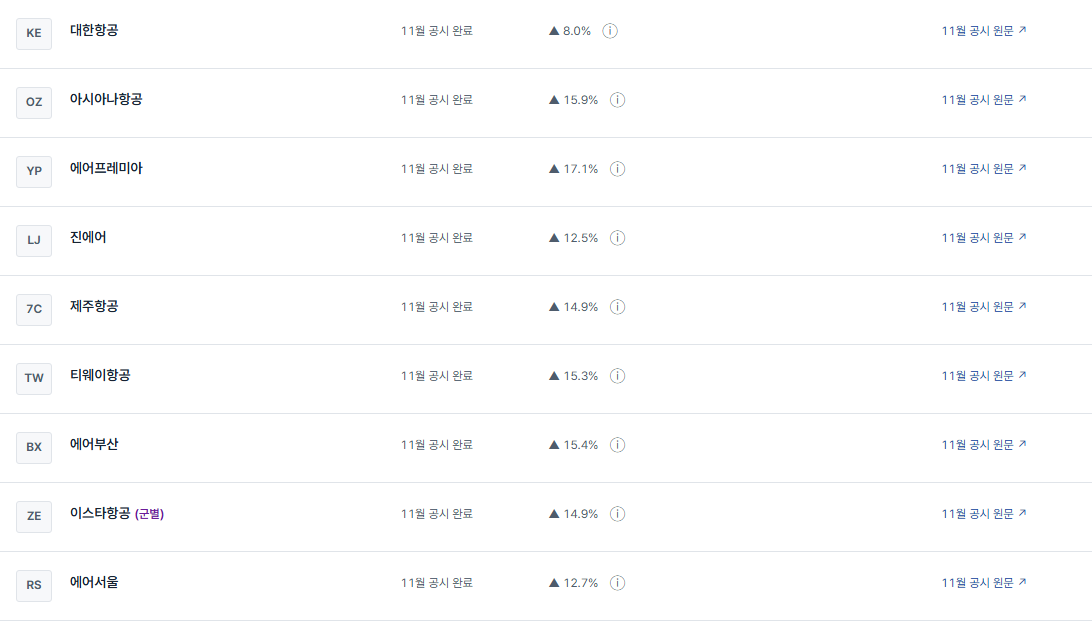 KE 대한항공 11월 공시 완료 ▲ 8.0% ⓘ 11월 공시 원문 ↗
OZ 아시아나항공 11월 공시 완료 ▲ 15.9% ⓘ 11월 공시 원문 ↗
YP 에어프레미아 11월 공시 완료 ▲ 17.1% ⓘ 11월 공시 원문 ↗
LJ 진에어 11월 공시 완료 ▲ 12.5% ⓘ 11월 공시 원문 ↗
7C 제주항공 11월 공시 완료 ▲ 14.9% ⓘ 11월 공시 원문 ↗
TW 티웨이항공 11월 공시 완료 ▲ 15.3% ⓘ 11월 공시 원문 ↗
BX 에어부산 11월 공시 완료 ▲ 15.4% ⓘ 11월 공시 원문 ↗
ZE 이스타항공 (군별) 11월 공시 완료 ▲ 14.9% ⓘ 11월 공시 원문 ↗
RS 에어서울 11월 공시 완료 ▲ 12.7% ⓘ 11월 공시 원문 ↗